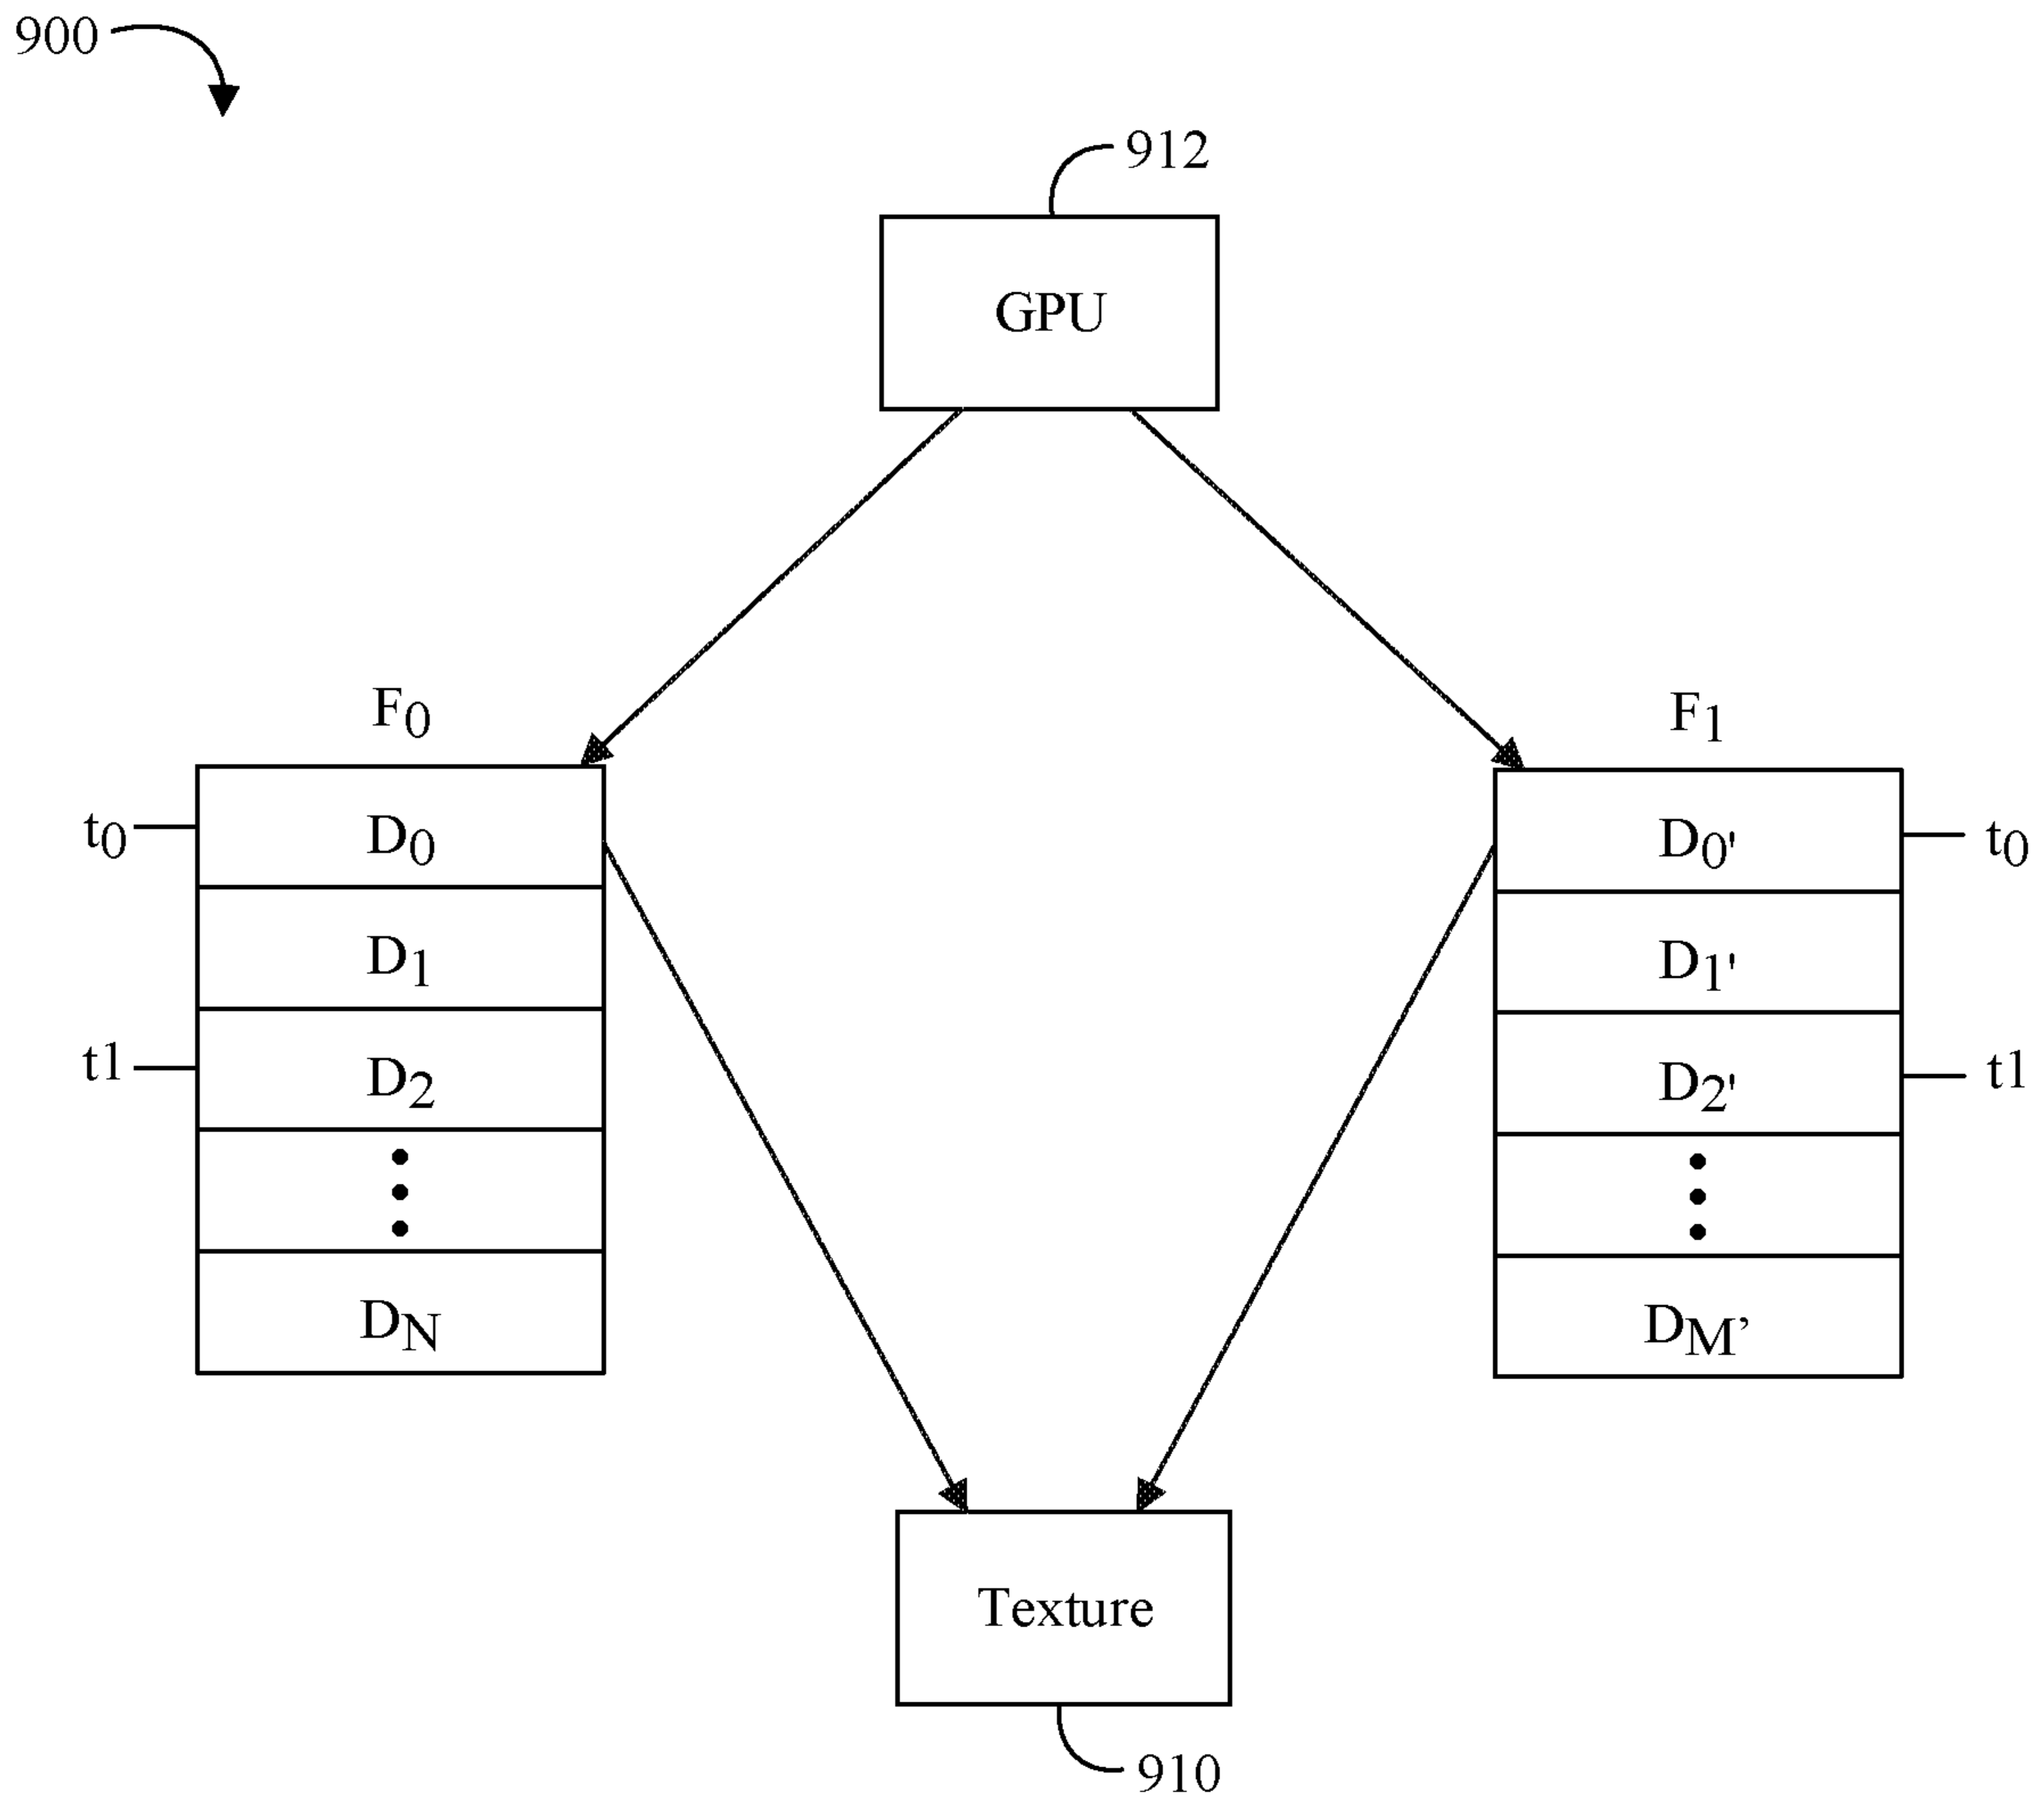 900
912
GPU
F0
F1
t0
D0
D0'
t0
D1
D1'
t1
D2
D2'
t1
DN
DM’
Texture
910